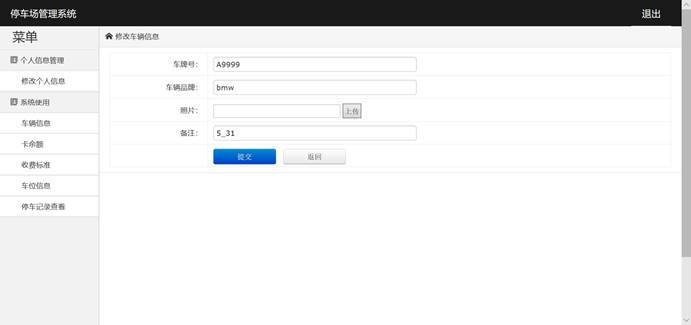 停车场管理系统
退出
菜单
个人信息管理
修改个人信息
系统使用
车辆信息
卡余额
收费标准
车位信息
停车记录查看
修改车辆信息
车牌号： A9999
车辆品牌： bmw
照片： 上传
备注： 5_31
提交 返回